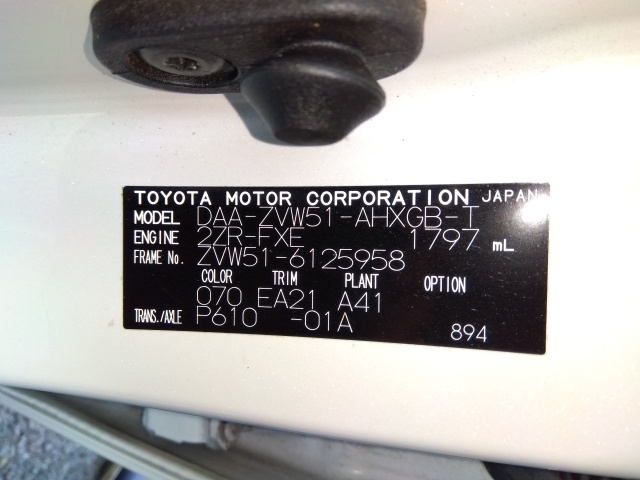 TOYOTA MOTOR CORPORATION JAPAN
MODEL DAA-ZVW51-AHXGB-T
ENGINE 2ZR-FXE 1797 mL
FRAME No. ZVW51-6125958
COLOR TRIM PLANT OPTION
070 EA21 A41
TRANS./AXLE P610 -01A
894